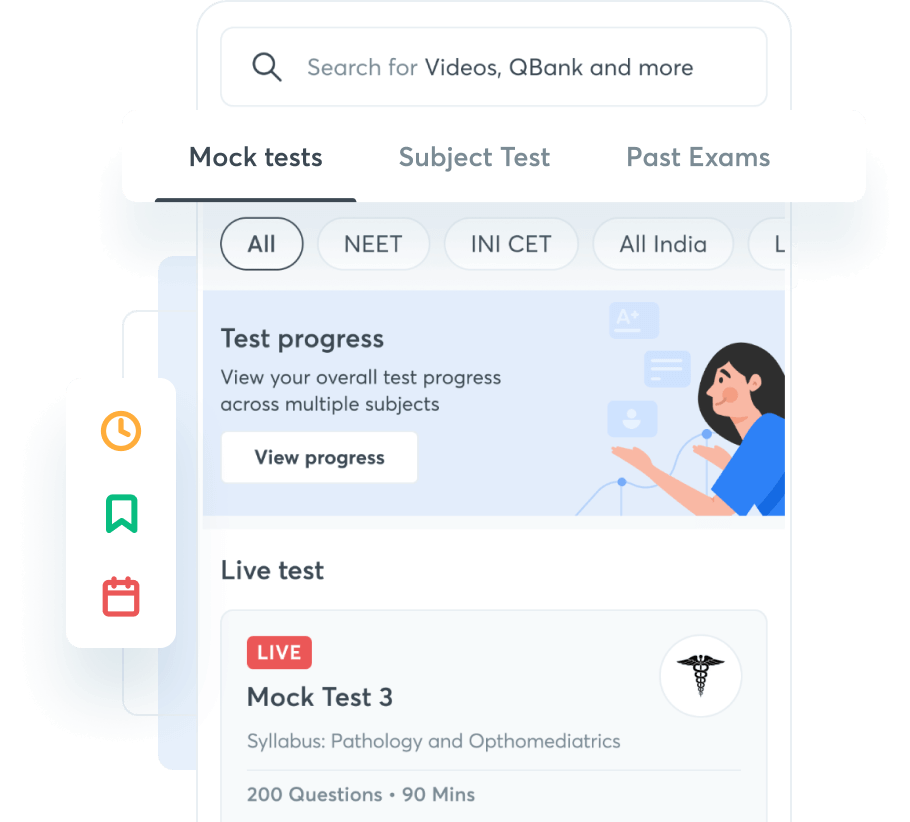 Search for Videos, QBank and more
Mock tests Subject Test Past Exams
All NEET INI CET All India L
A+
Test progress
View your overall test progress
across multiple subjects
View progress
Live test
LIVE
Mock Test 3
Syllabus: Pathology and Opthomediatrics
200 Questions • 90 Mins